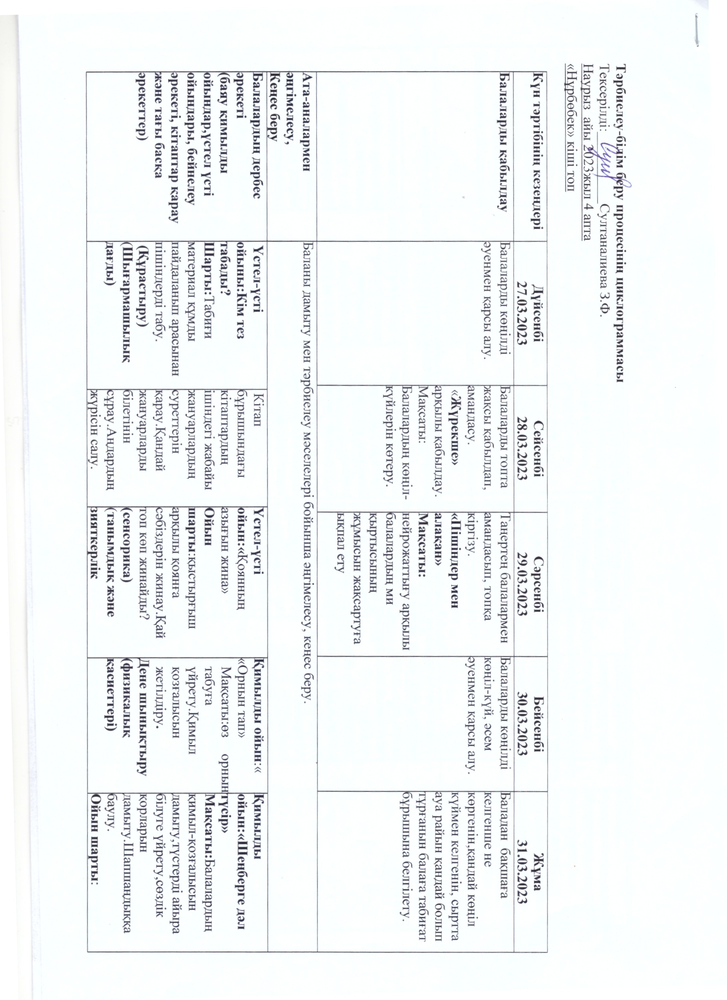 Тәрбиелеу-білім беру процесінің циклограммасы
Тексерілді: Султаналиева З.Ф.
Наурыз айы 2023жыл 4 апта
«Нұрбөбек» кіші топ
Күн тәртібінің кезеңдері
Дүйсенбі
27.03.2023
Сейсенбі
28.03.2023
Сәрсенбі
29.03.2023
Бейсенбі
30.03.2023
Жұма
31.03.2023
Балаларды қабылдау
Балаларды көңілді
әуенмен қарсы алу.
Балаларды топта
жақсы қабылдап,
амандасу.
«Жүрекше»
арқылы қабылдау.
Мақсаты:
Балалардың көңіл-
күйлерін көтеру.
Таңертең балалармен
амандасып, топқа
кіргізу.
«Пішіндер мен
алақан»
Мақсаты:
нейрожаттығу арқылы
балалардың ми
қыртысының
жұмысын жақсартуға
ықпал ету
Балаларды көңілді
көңіл-күй, әсем
әуенмен қарсы алу.
Баладан бақшаға
келгенше не
көргенін,қандай көңіл
күймен келгенін, сыртта
ауа райын қандай болып
тұрғанын балаға табиғат
бұрышына белгілету.
Ата-аналармен
әңгімелесу,
Кеңес беру
Баланы дамыту мен тәрбиелеу мәселелері бойынша әңгімелесу, кеңес беру.
Балалардың дербес
әрекеті
(баяу қимылды
ойындар,үстел үсті
ойындары, бейнелеу
әрекеті, кітаптар қарау
және тағы басқа
әрекеттер)
Үстел-үсті
ойыны:Кім тез
табады?
Шарты:Табиғи
материал құмды
пайдаланып арасынан
пішіндерді табу.
(Құрастыру)
(Шығармашылық
дағды)
Кітап
бұрышындағы
кітаптардың
ішіндегі жабайы
жануарлардың
суреттерін
қарау.Қандай
жануарларды
білетінін
сұрау.Аңдардың
жүрісін салу.
Үстел-үсті
ойын:«Қоянның
азығын жина»
Ойын
шарты:қыстырғыш
арқылы қоянға
сәбіздерін жинау.Қай
топ көп жинайды?
(сенсорика)
(танымдық және
зияткерлік
Қимылды ойын:«
«Орнын тап»
Мақсаты:өз орнын
табуға
үйрету.Қимыл
қозғалысын
жетілдіру.
Дене шынықтыру
(физикалық
қасиеттері)
Қимылды
ойын:«Шеңберге дәл
түсір»
Мақсаты:Балалардың
қимыл-қозғалысын
дамыту,түстерді айыра
білуге үйрету,сөздік
қорларын
дамыту.Шапшаңдыққа
баулу.
Ойын шарты: